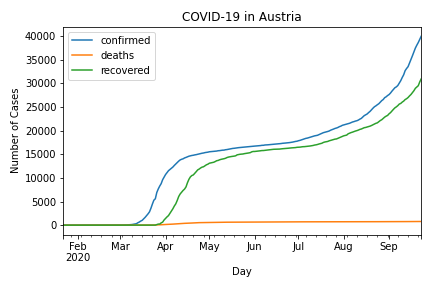 COVID-19 in Austria
confirmed
deaths
recovered
Number of Cases
40000
35000
30000
25000
20000
15000
10000
5000
0
Feb Mar Apr May Jun Jul Aug Sep
2020
Day